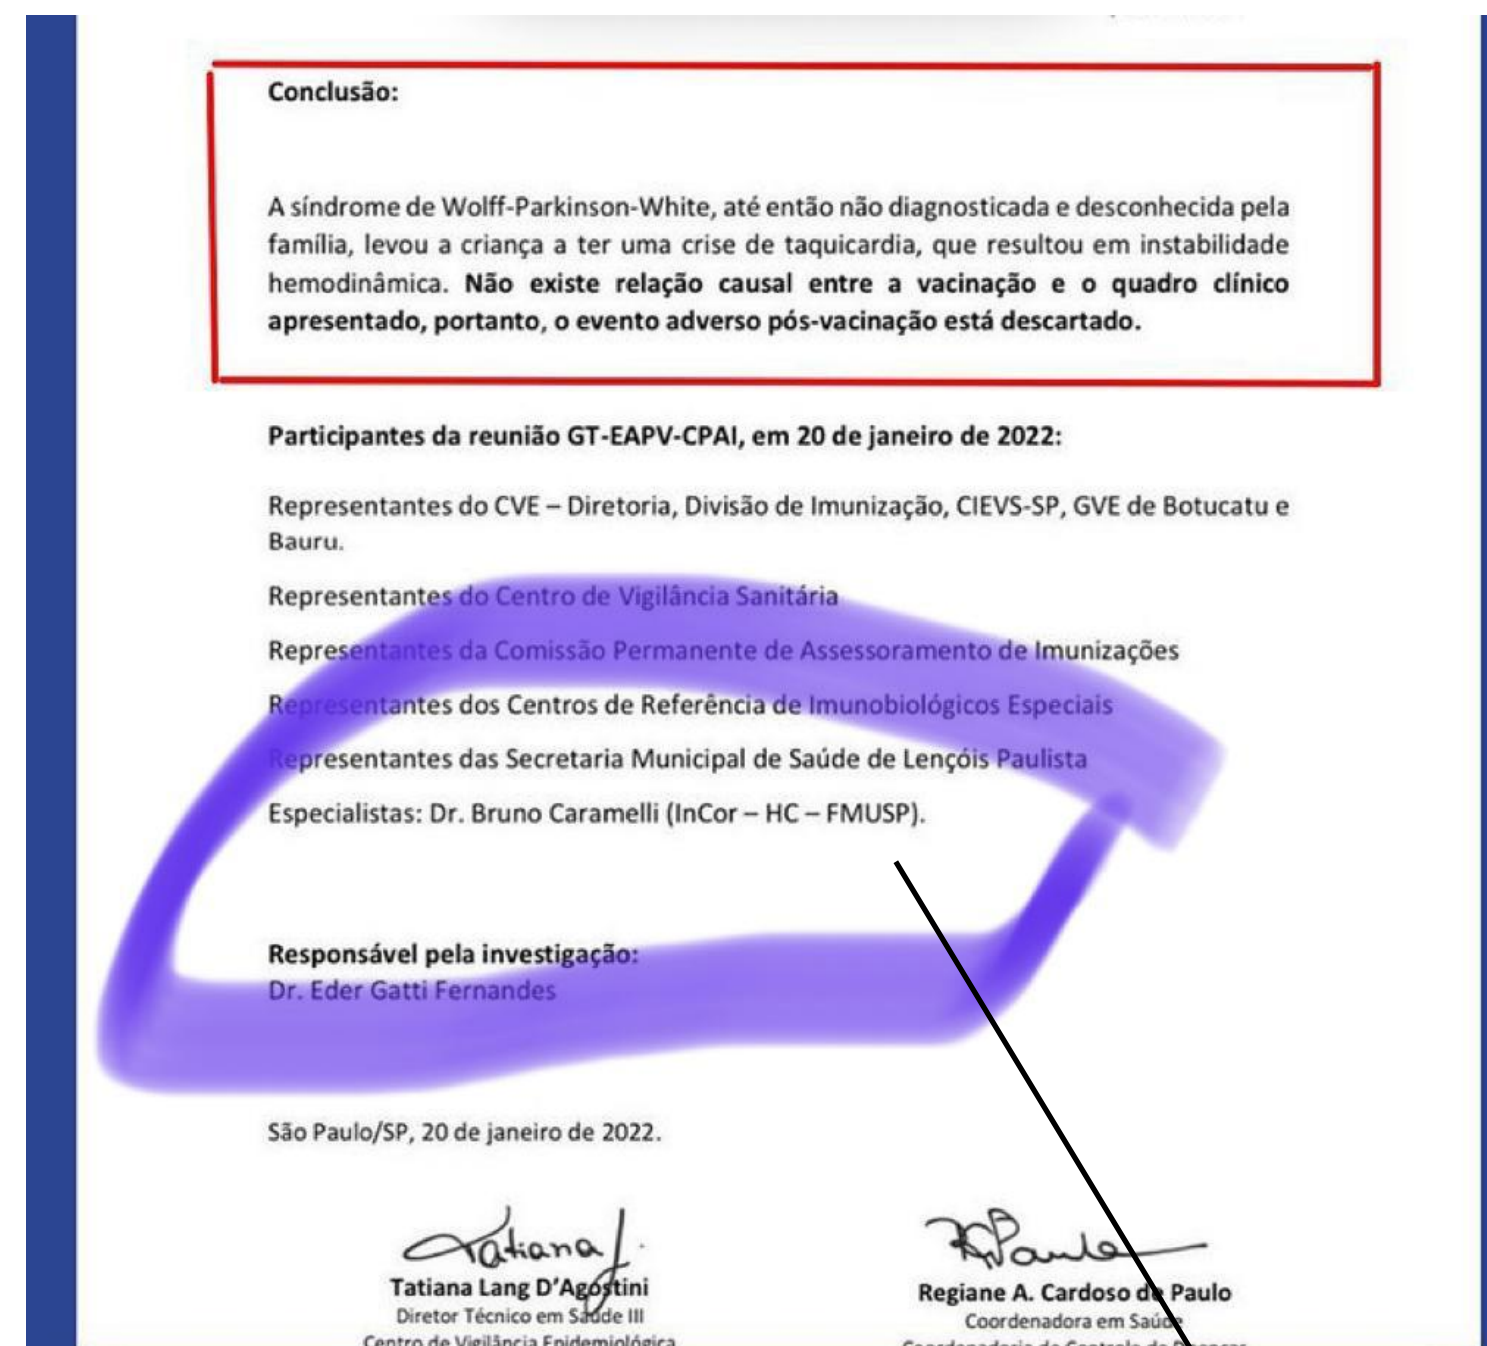 Conclusão:
A síndrome de Wolff-Parkinson-White, até então não diagnosticada e desconhecida pela
família, levou a criança a ter uma crise de taquicardia, que resultou em instabilidade
hemodinâmica. Não existe relação causal entre a vacinação e o quadro clínico
apresentado, portanto, o evento adverso pós-vacinação está descartado.
Participantes da reunião GT-EAPV-CPAI, em 20 de janeiro de 2022:
Representantes do CVE – Diretoria, Divisão de Imunização, CIEVS-SP, GVE de Botucatu e
Bauru.
Representantes do Centro de Vigilância Sanitária
Representantes da Comissão Permanente de Assessoramento de Imunizações
Representantes dos Centros de Referência de Imunobiológicos Especiais
Representantes das Secretaria Municipal de Saúde de Lençóis Paulista
Especialistas: Dr. Bruno Caramelli (InCor – HC – FMUSP).
Responsável pela investigação:
Dr. Eder Gatti Fernandes
São Paulo/SP, 20 de janeiro de 2022.
Tatiana
Tatiana Lang D'Agostini
Diretor Técnico em Saúde III
Centro de Vigilância Epidemiológica
Paula
Regiane A. Cardoso de Paulo
Coordenadora em Saúde
Coordenadoria de Controle de Doenças